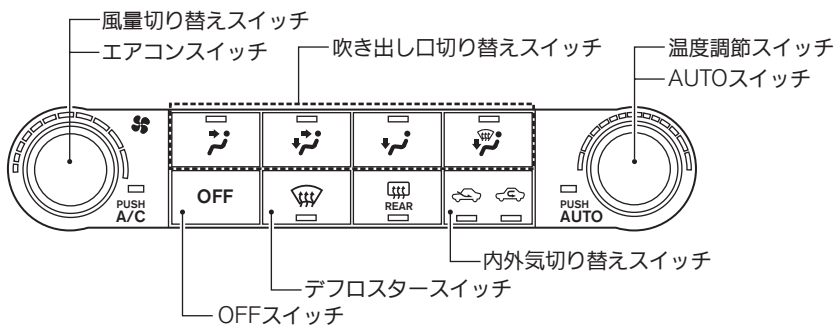 風量切り替えスイッチ
エアコンスイッチ
吹き出し口切り替えスイッチ
温度調節スイッチ
AUTOスイッチ
OFF
REAR
PUSH
A/C
PUSH
AUTO
内外気切り替えスイッチ
デフロスタースイッチ
OFFスイッチ